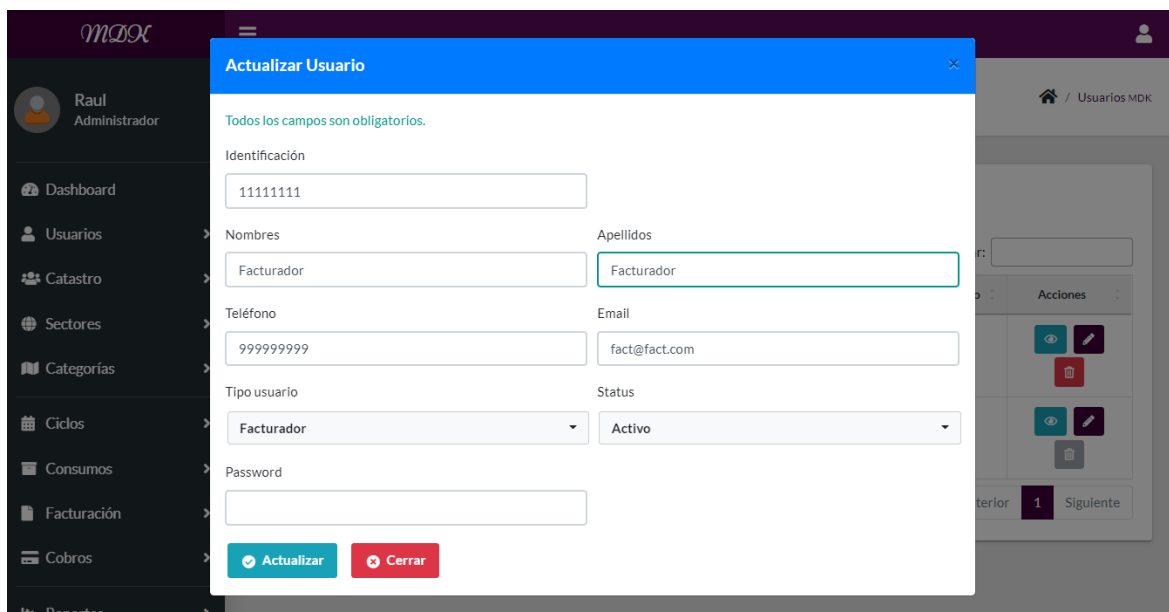 MDK
Raul
Administrador
Dashboard
Usuarios
Catastro
Sectores
Categorías
Ciclos
Consumos
Facturación
Cobros
Actualizar Usuario
Todos los campos son obligatorios.
Identificación
11111111
Nombres
Apellidos
Facturador
Facturador
Teléfono
Email
999999999
fact@fact.com
Tipo usuario
Status
Facturador
Activo
Password
Actualizar
Cerrar
/ Usuarios MDK
r:
o
Acciones
terior
1
Siguiente